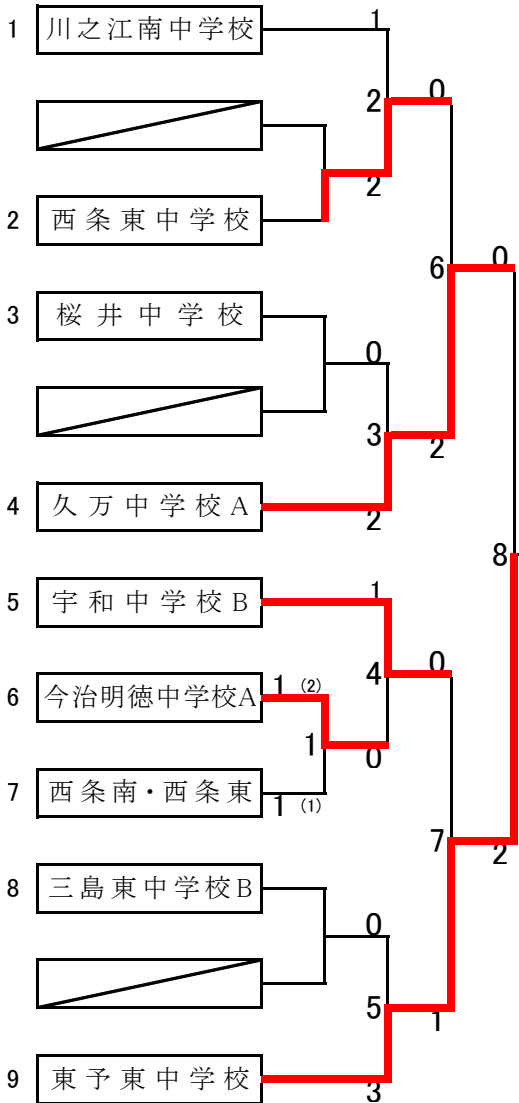 1 川之江南中学校 1
0
2
2
2 西条東中学校
6 0
3 桜井中学校
0
3
2
4 久万中学校A 2
8
5 宇和中学校B 1
4 0
6 今治明徳中学校A 1 (2)
1 0
7 西条南・西条東 1 (1)
7 2
8 三島東中学校B
0
5 1
9 東予東中学校 3